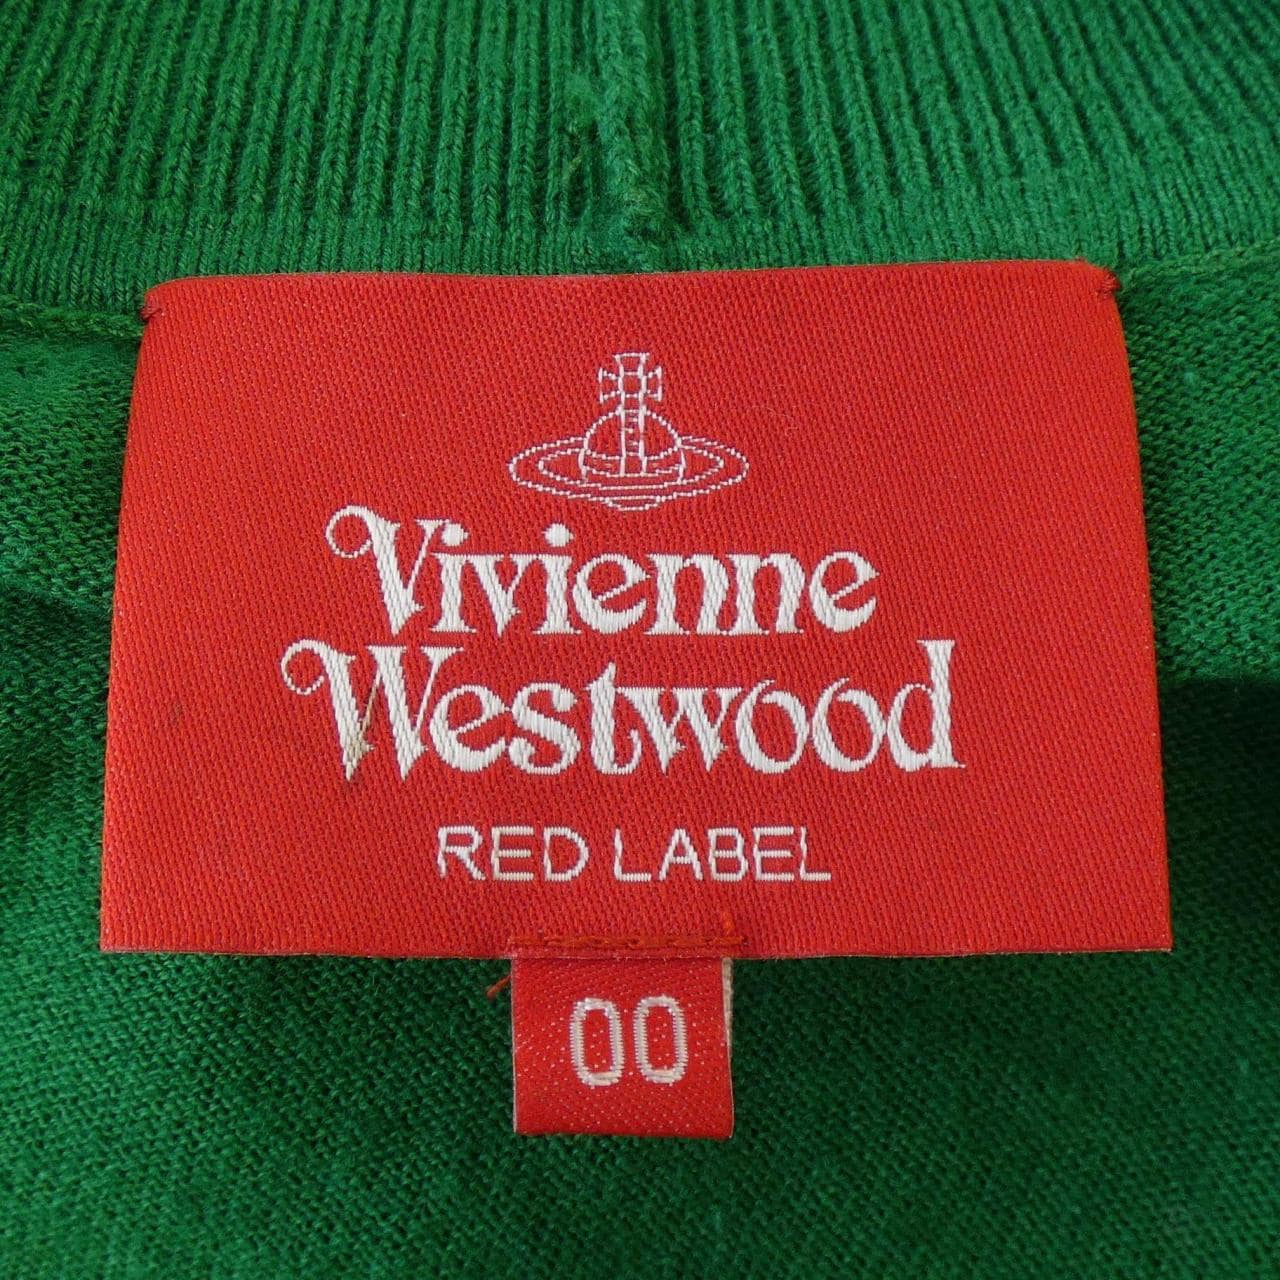 Vivienne
Westwood
RED LABEL
00